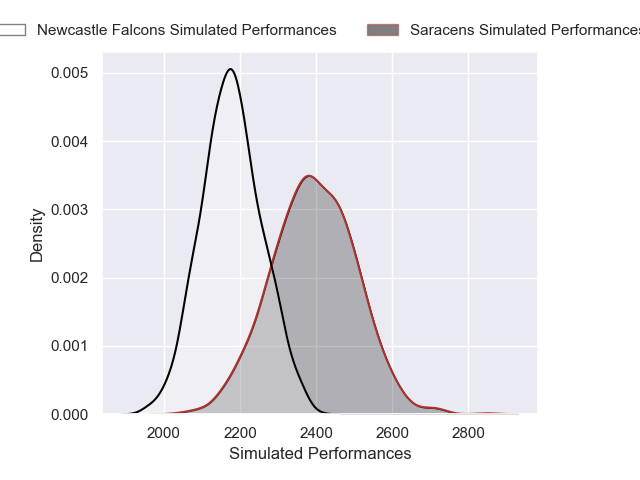 Newcastle Falcons Simulated Performances
Saracens Simulated Performances
0.005
0.004
0.003
0.002
0.001
0.000
Density
2000
2200
2400
2600
2800
Simulated Performances